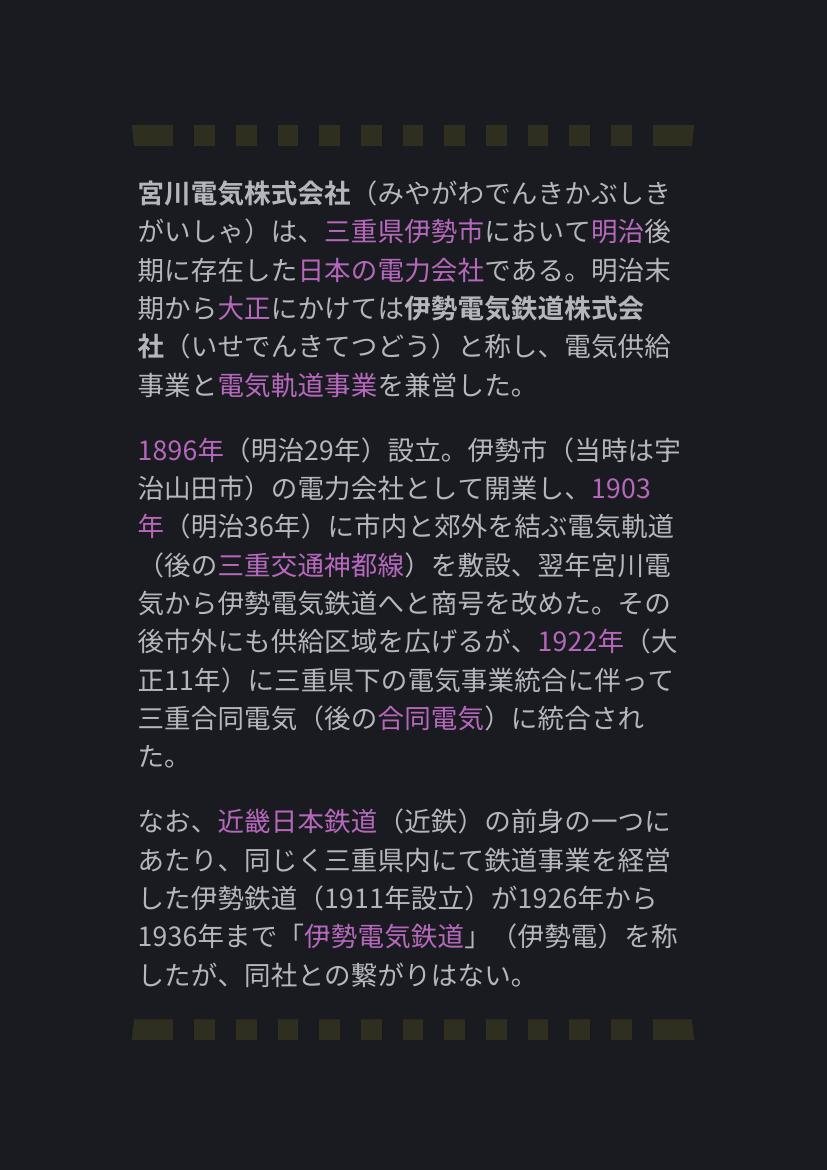 宮川電気株式会社（みやがわでんきかぶしき
がいしゃ）は、三重県伊勢市において明治後
期に存在した日本の電力会社である。明治末
期から大正にかけては伊勢電気鉄道株式会
社（いせでんきてつどう）と称し、電気供給
事業と電気軌道事業を兼営した。
1896年（明治29年）設立。伊勢市（当時は宇
治山田市）の電力会社として開業し、1903
年（明治36年）に市内と郊外を結ぶ電気軌道
（後の三重交通神都線）を敷設、翌年宮川電
気から伊勢電気鉄道へと商号を改めた。その
後市外にも供給区域を広げるが、1922年（大
正11年）に三重県下の電気事業統合に伴って
三重合同電気（後の合同電気）に統合され
た。
なお、近畿日本鉄道（近鉄）の前身の一つに
あたり、同じく三重県内にて鉄道事業を経営
した伊勢鉄道（1911年設立）が1926年から
1936年まで「伊勢電気鉄道」（伊勢電）を称
したが、同社との繋がりはない。